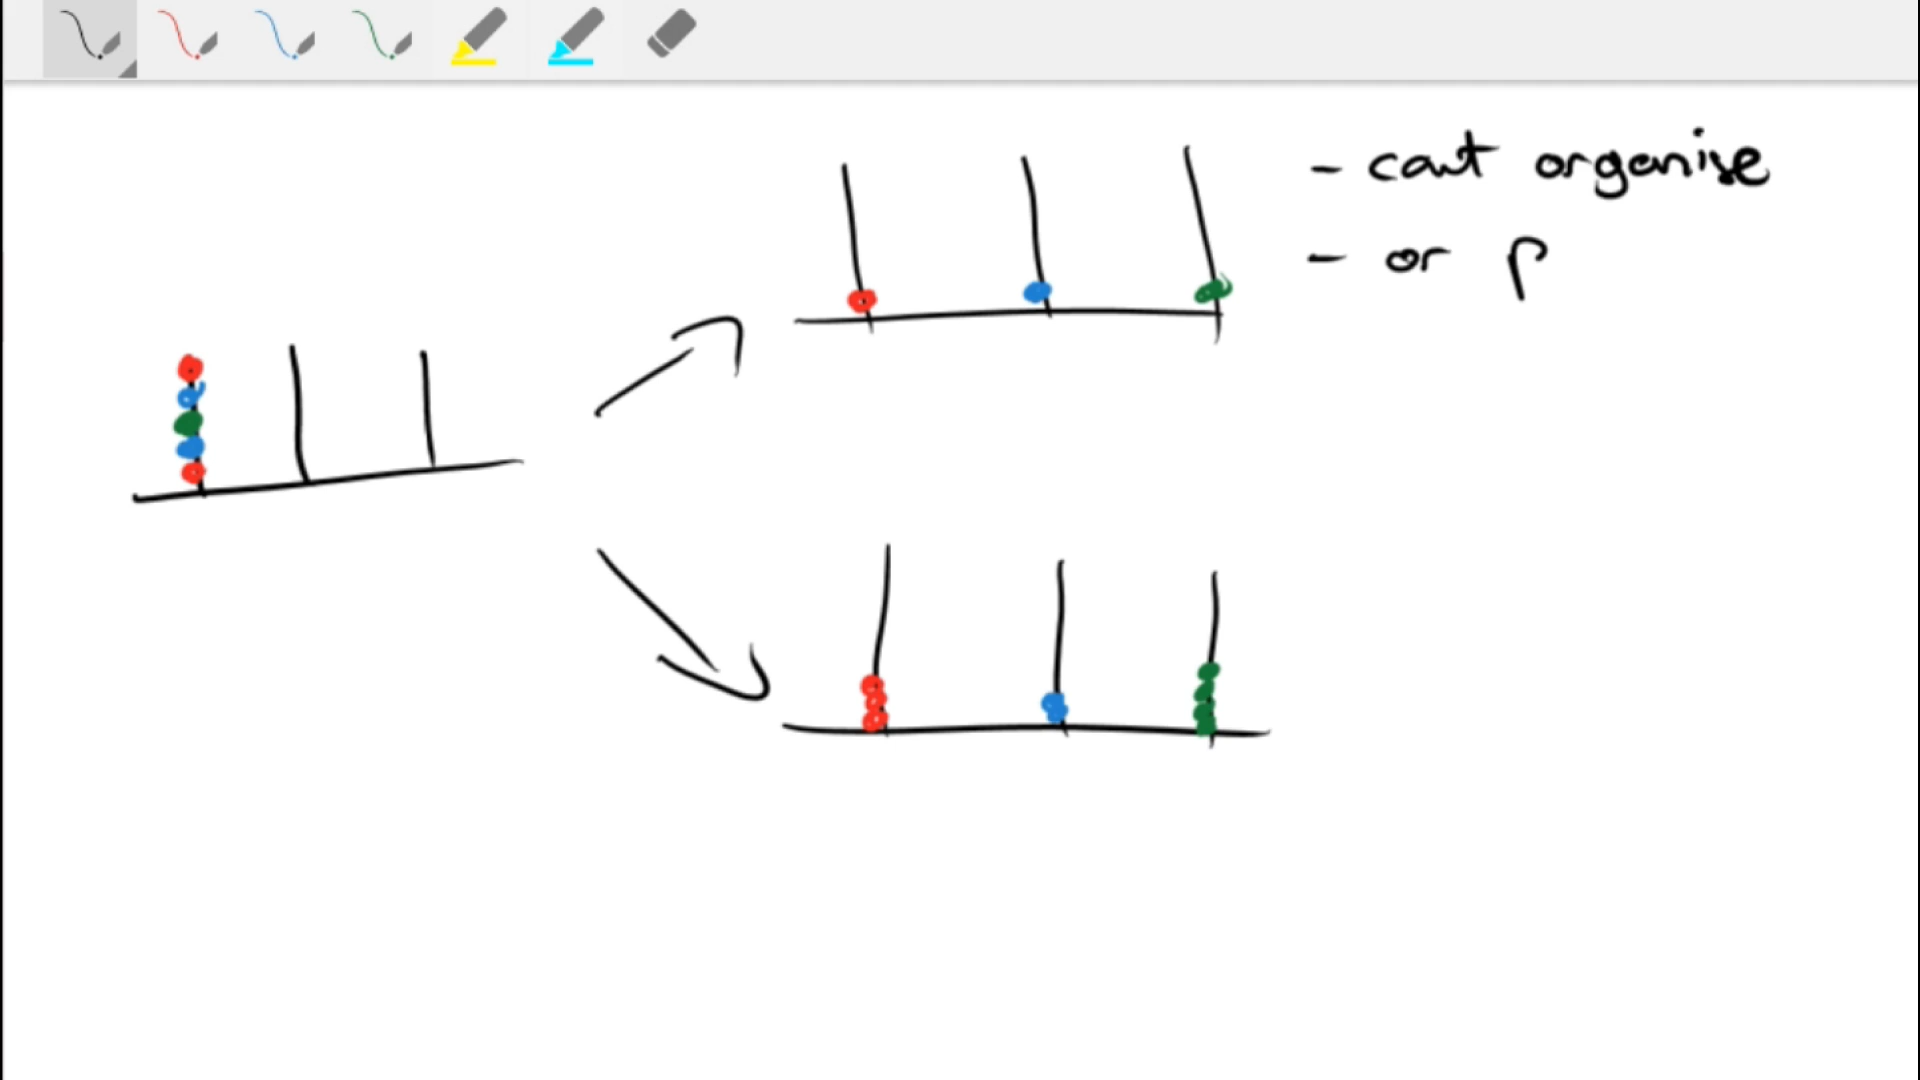 - cant organise
- or p